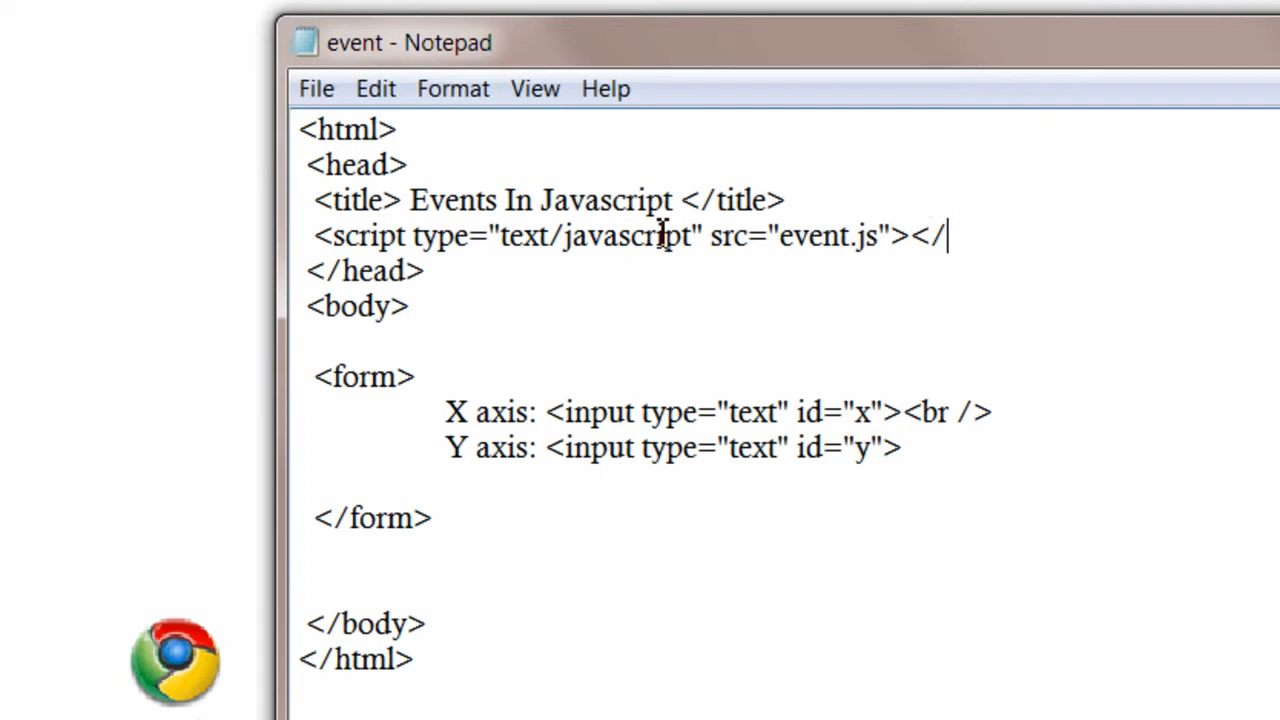 event - Notepad
File Edit Format View Help
<html>
<head>
<title> Events In Javascript </title>
<script type="text/javascript" src="event.js"></
</head>
<body>
<form>
X axis: <input type="text" id="x"><br />
Y axis: <input type="text" id="y">
</form>
</body>
</html>